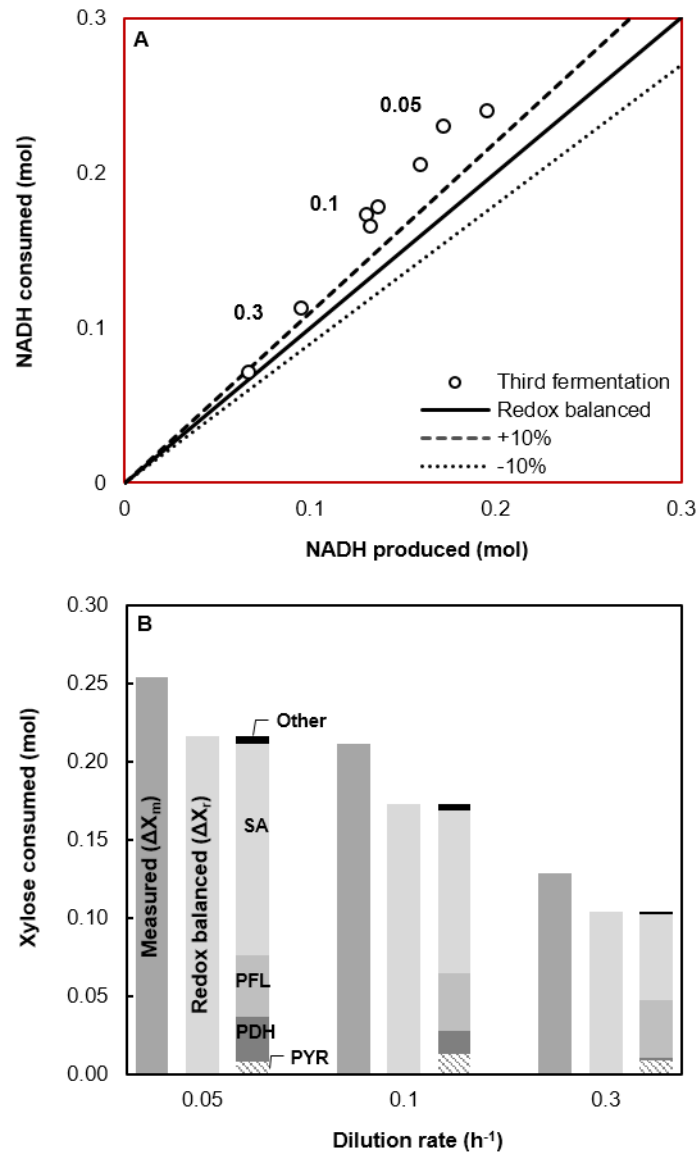 0.3
A
0.05
0.2
0.1
0.1
0.3
Third fermentation
Redox balanced
+10%
-10%
0
0
0.1
0.2
0.3
NADH consumed (mol)
NADH produced (mol)
0.30
B
0.25
Other
0.20
SA
0.15
0.10
PFL
0.05
PDH
PYR
0.00
Measured (ΔXm)
Redox balanced (ΔXr)
0.05
0.1
0.3
Xylose consumed (mol)
Dilution rate (h-1)